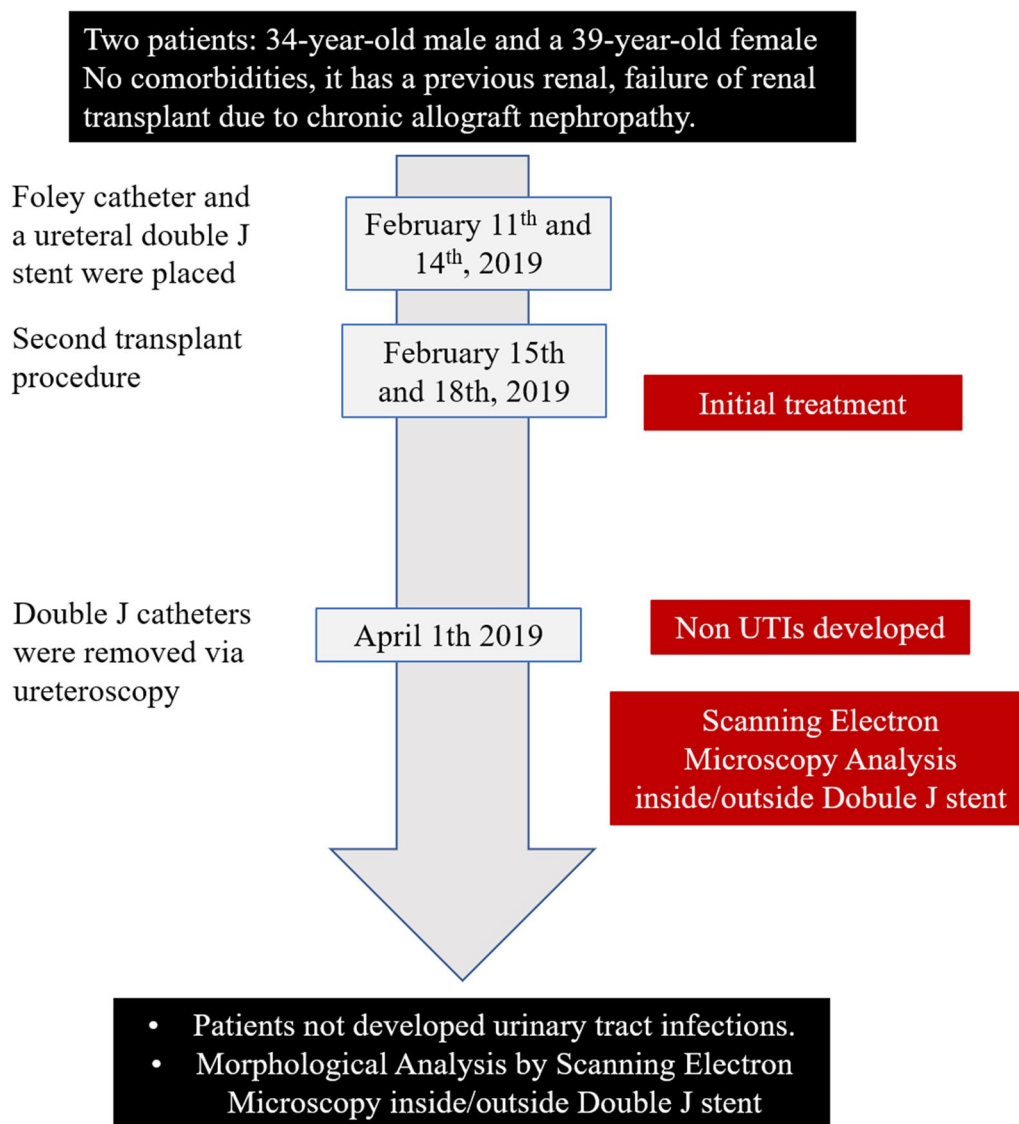 Two patients: 34-year-old male and a 39-year-old female
No comorbidities, it has a previous renal, failure of renal
transplant due to chronic allograft nephropathy.
Foley catheter and
a ureteral double J
stent were placed
February 11th and
14th, 2019
Second transplant
procedure
February 15th
and 18th, 2019
Initial treatment
Double J catheters
were removed via
ureteroscopy
April 1th 2019
Non UTIs developed
Scanning Electron
Microscopy Analysis
inside/outside Dobule J stent
• Patients not developed urinary tract infections.
• Morphological Analysis by Scanning Electron
Microscopy inside/outside Double J stent